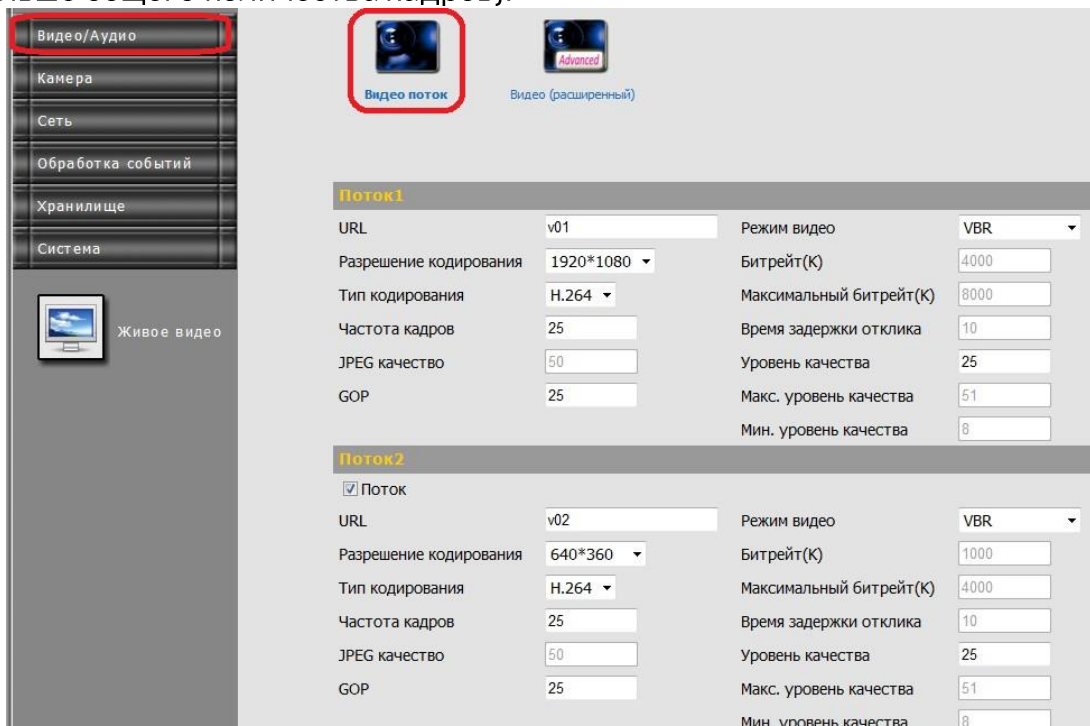 Видео/Аудио
Камера
Сеть
Обработка событий
Хранилище
Система
Живое видео
Advanced
Видео поток Видео (расширенный)
Поток1
URL v01 Режим видео VBR
Разрешение кодирования 1920*1080 Битрейт(K) 4000
Тип кодирования H.264 Максимальный битрейт(K) 8000
Частота кадров 25 Время задержки отклика 10
JPEG качество 50 Уровень качества 25
GOP 25 Макс. уровень качества 51
Мин. уровень качества 8
Поток2
Поток
URL v02 Режим видео VBR
Разрешение кодирования 640*360 Битрейт(K) 1000
Тип кодирования H.264 Максимальный битрейт(K) 4000
Частота кадров 25 Время задержки отклика 10
JPEG качество 50 Уровень качества 25
GOP 25 Макс. уровень качества 51
Мин. уровень качества 8